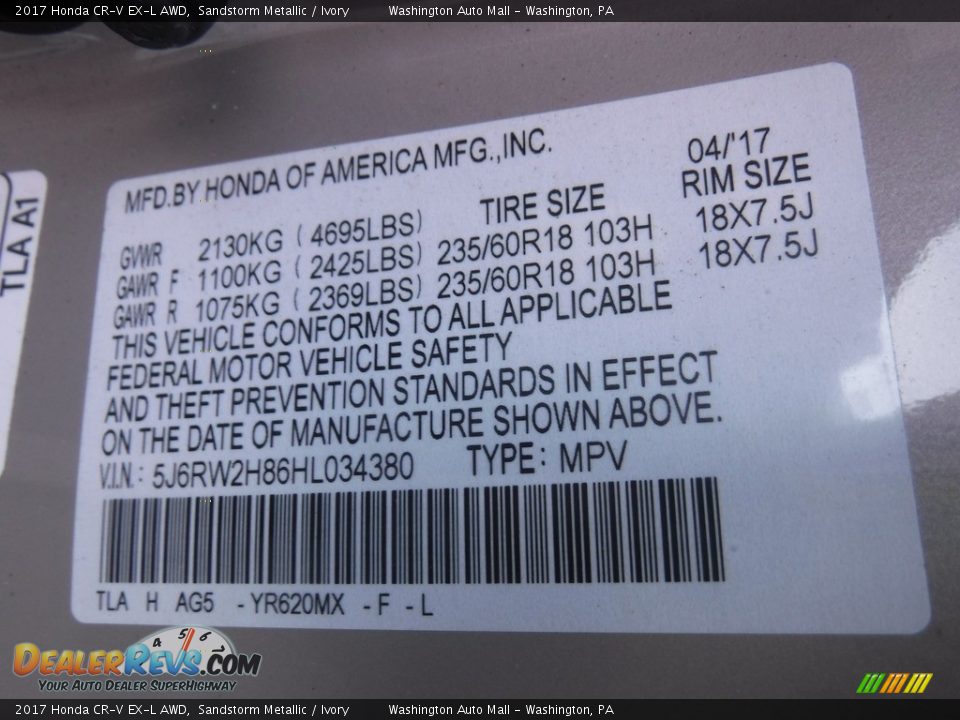 2017 Honda CR-V EX-L AWD, Sandstorm Metallic / Ivory Washington Auto Mall - Washington, PA
TLA A1
MFD.BY HONDA OF AMERICA MFG.,INC. 04/'17
TIRE SIZE RIM SIZE
GVWR 2130KG ( 4695LBS)
GAWR F 1100KG ( 2425LBS) 235/60R18 103H 18X7.5J
GAWR R 1075KG ( 2369LBS) 235/60R18 103H 18X7.5J
THIS VEHICLE CONFORMS TO ALL APPLICABLE
FEDERAL MOTOR VEHICLE SAFETY
AND THEFT PREVENTION STANDARDS IN EFFECT
ON THE DATE OF MANUFACTURE SHOWN ABOVE.
V.I.N.: 5J6RW2H86HL034380 TYPE: MPV
TLA H AG5 -YR620MX -F -L
4 5 6 7
DEALERREVS.COM
YOUR AUTO DEALER SUPERHIGHWAY
2017 Honda CR-V EX-L AWD, Sandstorm Metallic / Ivory Washington Auto Mall - Washington, PA